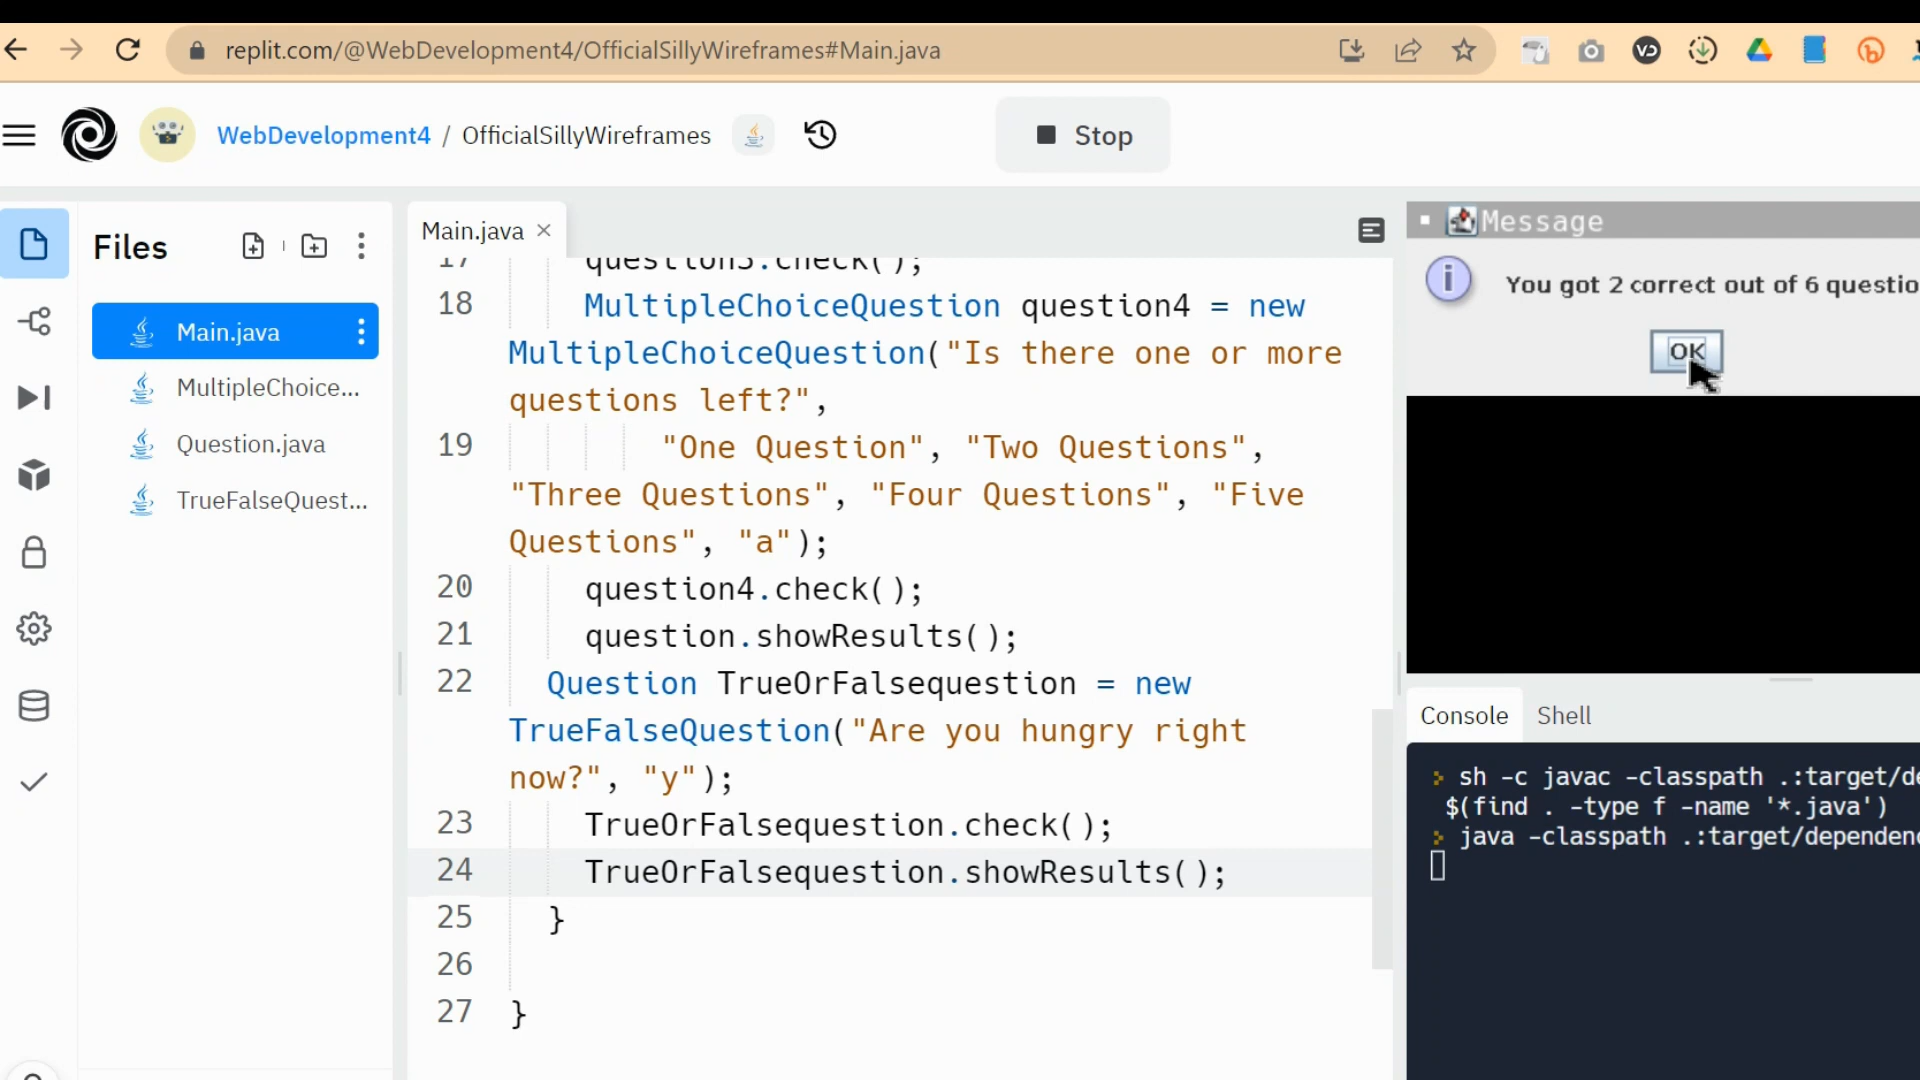 replit.com/@WebDevelopment4/OfficialSillyWireframes#Main.java
WebDevelopment4 / OfficialSillyWireframes
Stop
Files
Main.java
MultipleChoice...
Question.java
TrueFalseQuest...
Main.java ×
17 question3.check();
18 MultipleChoiceQuestion question4 = new
MultipleChoiceQuestion("Is there one or more
questions left?",
19 "One Question", "Two Questions",
"Three Questions", "Four Questions", "Five
Questions", "a");
20 question4.check();
21 question.showResults();
22 Question TrueOrFalsequestion = new
TrueFalseQuestion("Are you hungry right
now?", "y");
23 TrueOrFalsequestion.check();
24 TrueOrFalsequestion.showResults();
25 }
26
27 }
Message
You got 2 correct out of 6 questio
OK
Console
Shell
sh -c javac -classpath .:target/de
$(find . -type f -name '*.java')
java -classpath .:target/dependenc